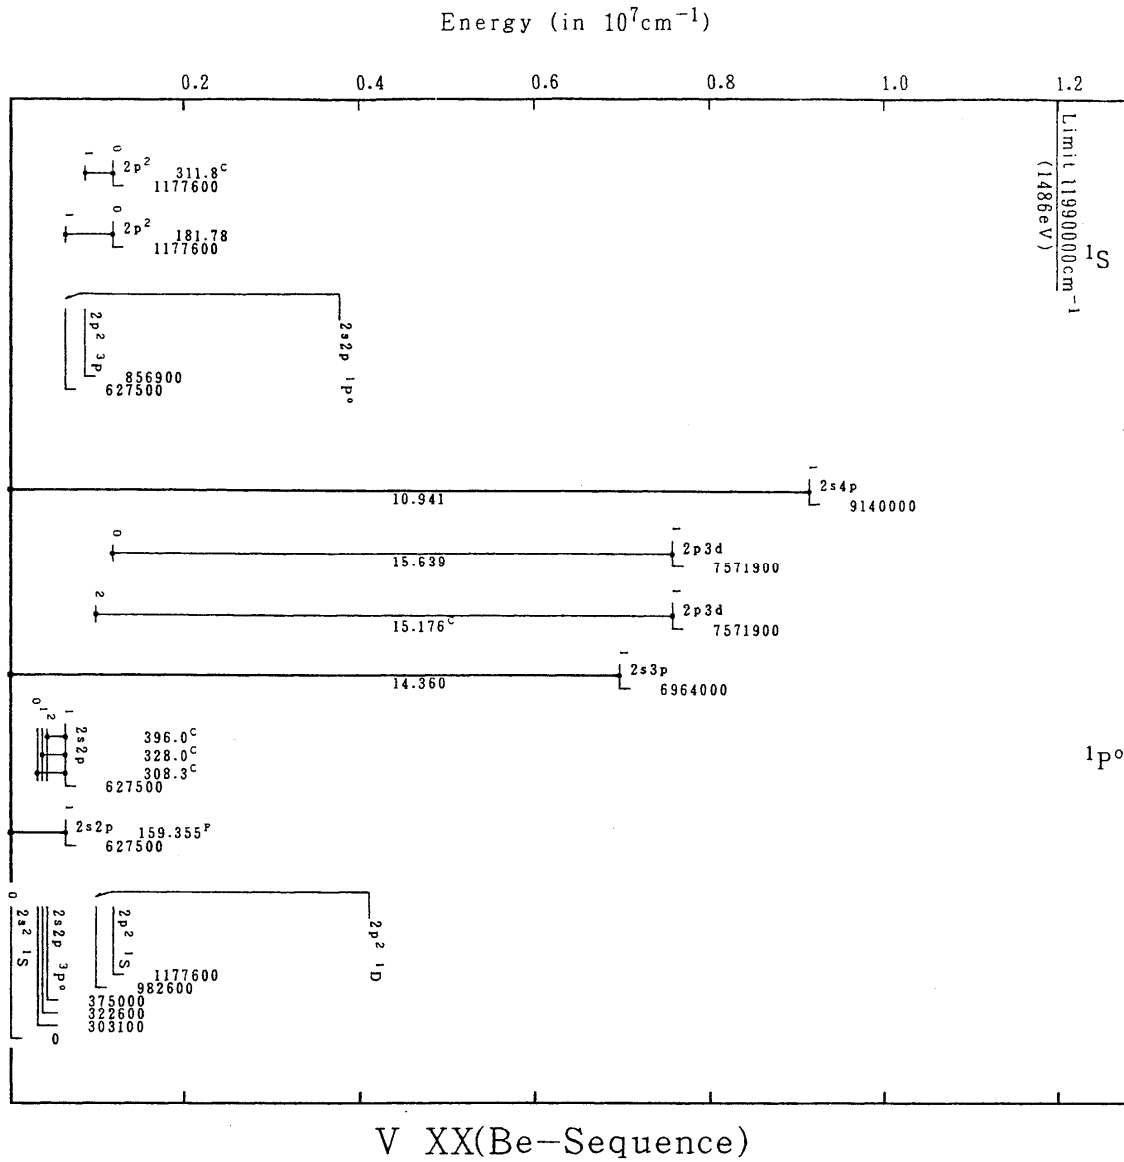 Energy (in 10⁷cm⁻¹)
0.2 0.4 0.6 0.8 1.0 1.2
Limit 11990000cm⁻¹
(1486eV)
1 0 2p² 311.8ᶜ
1177600
1 0 2p² 181.78
1177600
¹S
2p² ³P
2s2p ¹P°
856900
627500
1 2s4p
10.941
9140000
0 1 2p3d
15.639
7571900
2 1 2p3d
15.176ᶜ
7571900
1 2s3p
14.360
6964000
0 1 2 1 2s2p
396.0ᶜ
328.0ᶜ
308.3ᶜ
627500
¹P°
1 2s2p 159.355ᴾ
627500
0 2s² ¹S
2s2p ³P°
2p² ¹S
2p² ¹D
1177600
982600
375000
322600
303100
0
V XX(Be-Sequence)